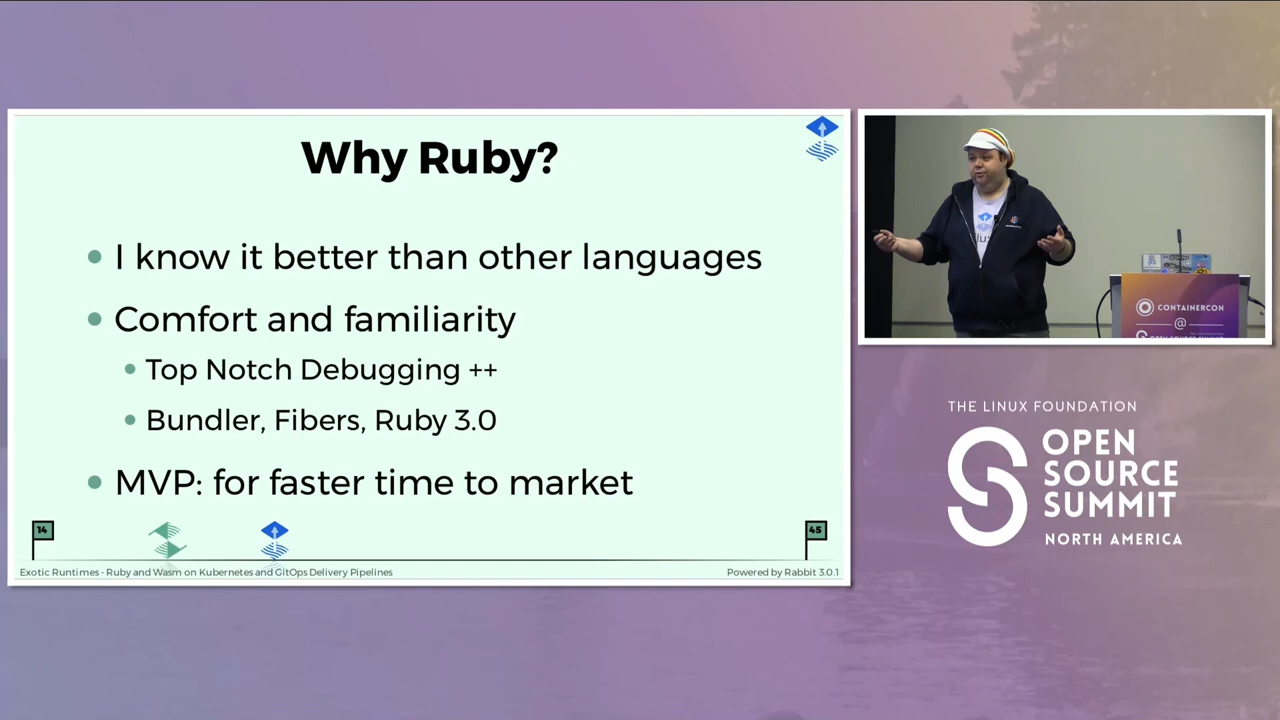 Why Ruby?
I know it better than other languages
Comfort and familiarity
Top Notch Debugging ++
Bundler, Fibers, Ruby 3.0
MVP: for faster time to market
14
45
Exotic Runtimes - Ruby and Wasm on Kubernetes and GitOps Delivery Pipelines
Powered by Rabbit 3.0.1
CONTAINERCON
@
THE LINUX FOUNDATION
OPEN
SOURCE
SUMMIT
NORTH AMERICA